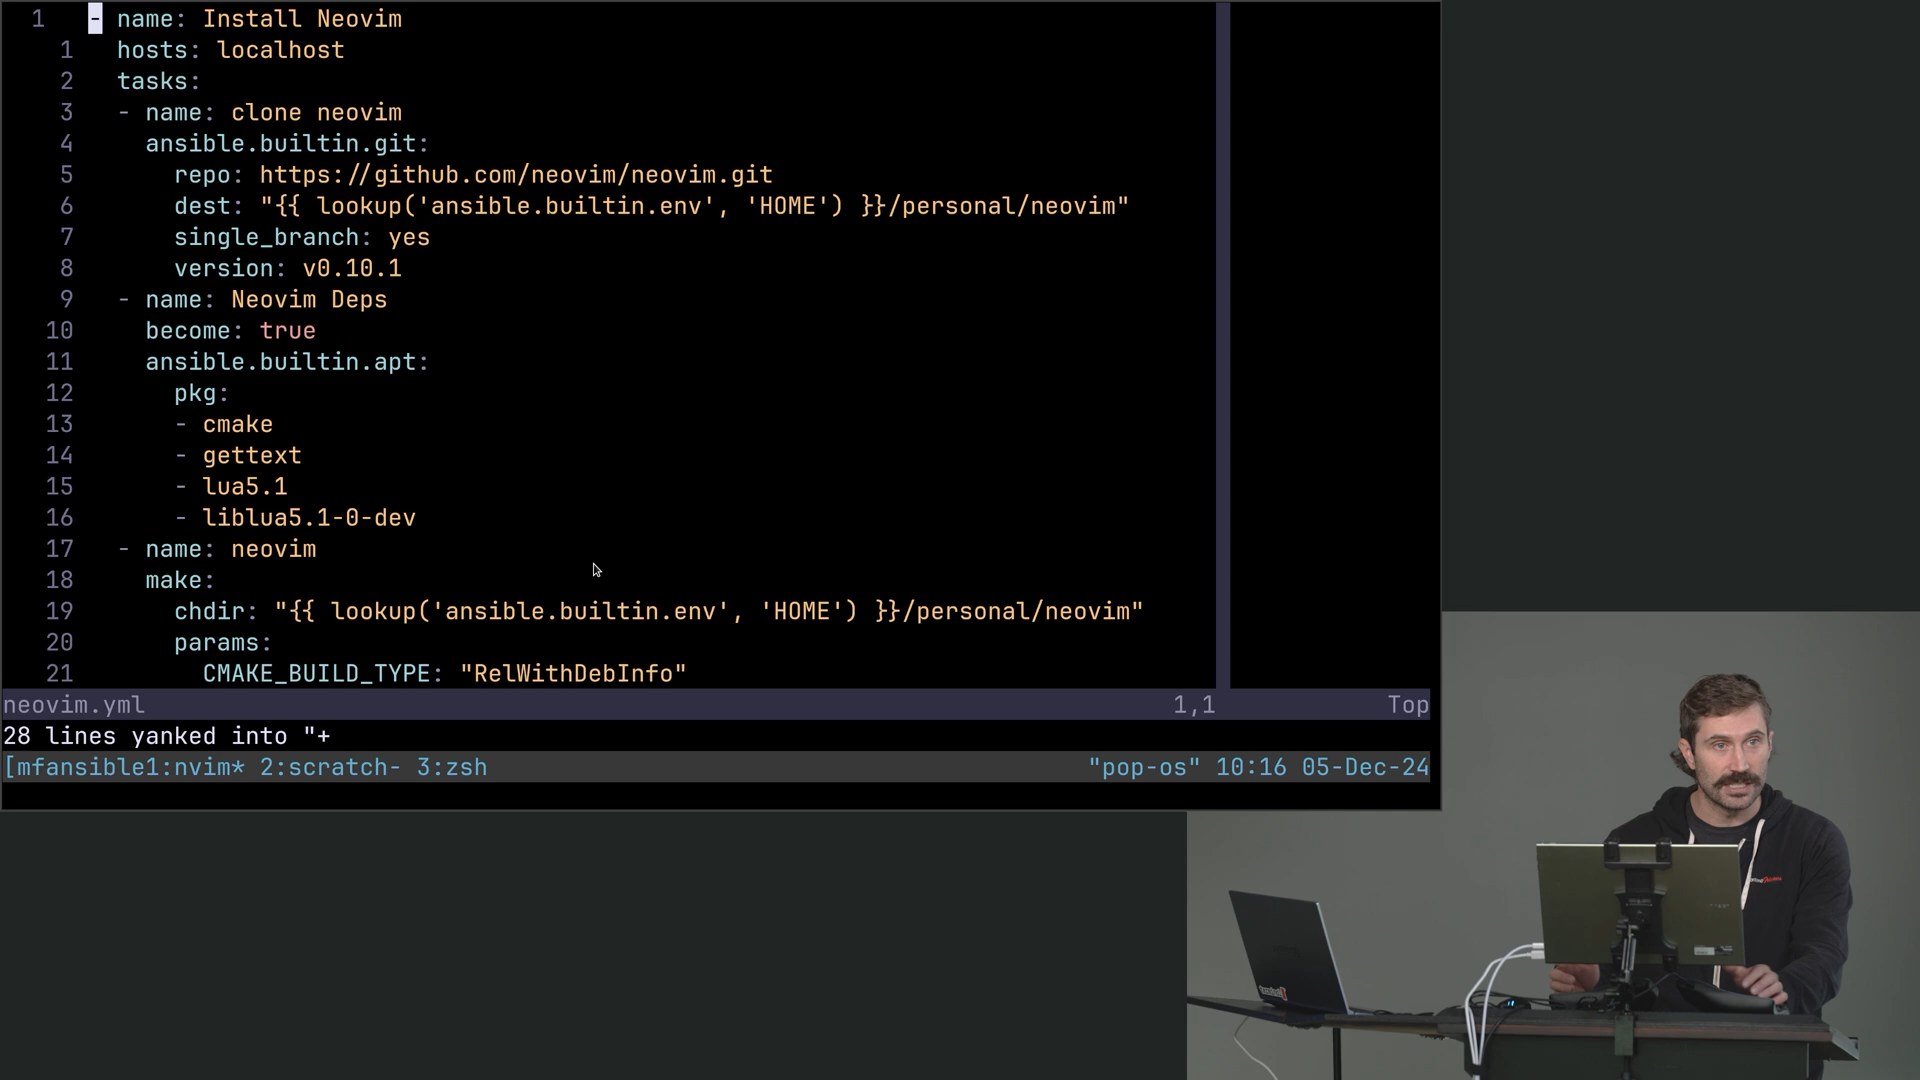 1 - name: Install Neovim
1 hosts: localhost
2 tasks:
3 - name: clone neovim
4 ansible.builtin.git:
5 repo: https://github.com/neovim/neovim.git
6 dest: "{{ lookup('ansible.builtin.env', 'HOME') }}/personal/neovim"
7 single_branch: yes
8 version: v0.10.1
9 - name: Neovim Deps
10 become: true
11 ansible.builtin.apt:
12 pkg:
13 - cmake
14 - gettext
15 - lua5.1
16 - liblua5.1-0-dev
17 - name: neovim
18 make:
19 chdir: "{{ lookup('ansible.builtin.env', 'HOME') }}/personal/neovim"
20 params:
21 CMAKE_BUILD_TYPE: "RelWithDebInfo"
neovim.yml 1,1 Top
28 lines yanked into "+
[mfansible1:nvim* 2:scratch- 3:zsh "pop-os" 10:16 05-Dec-24